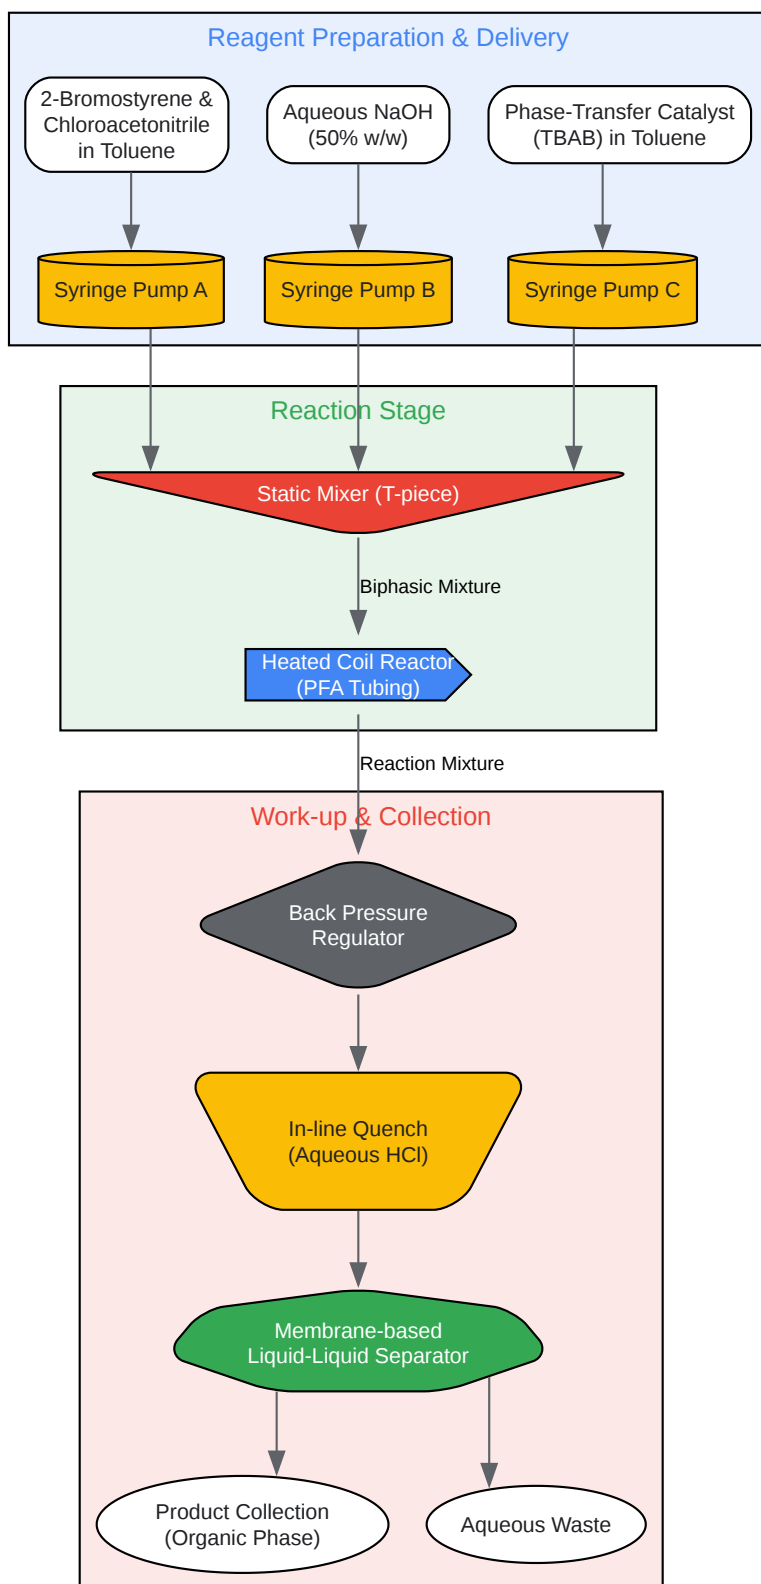 Reagent Preparation & Delivery
2-Bromostyrene &
Chloroacetonitrile
in Toluene
Aqueous NaOH
(50% w/w)
Phase-Transfer Catalyst
(TBAB) in Toluene
Syringe Pump A
Syringe Pump B
Syringe Pump C
Reaction Stage
Static Mixer (T-piece)
Biphasic Mixture
Heated Coil Reactor
(PFA Tubing)
Reaction Mixture
Work-up & Collection
Back Pressure
Regulator
In-line Quench
(Aqueous HCl)
Membrane-based
Liquid-Liquid Separator
Product Collection
(Organic Phase)
Aqueous Waste